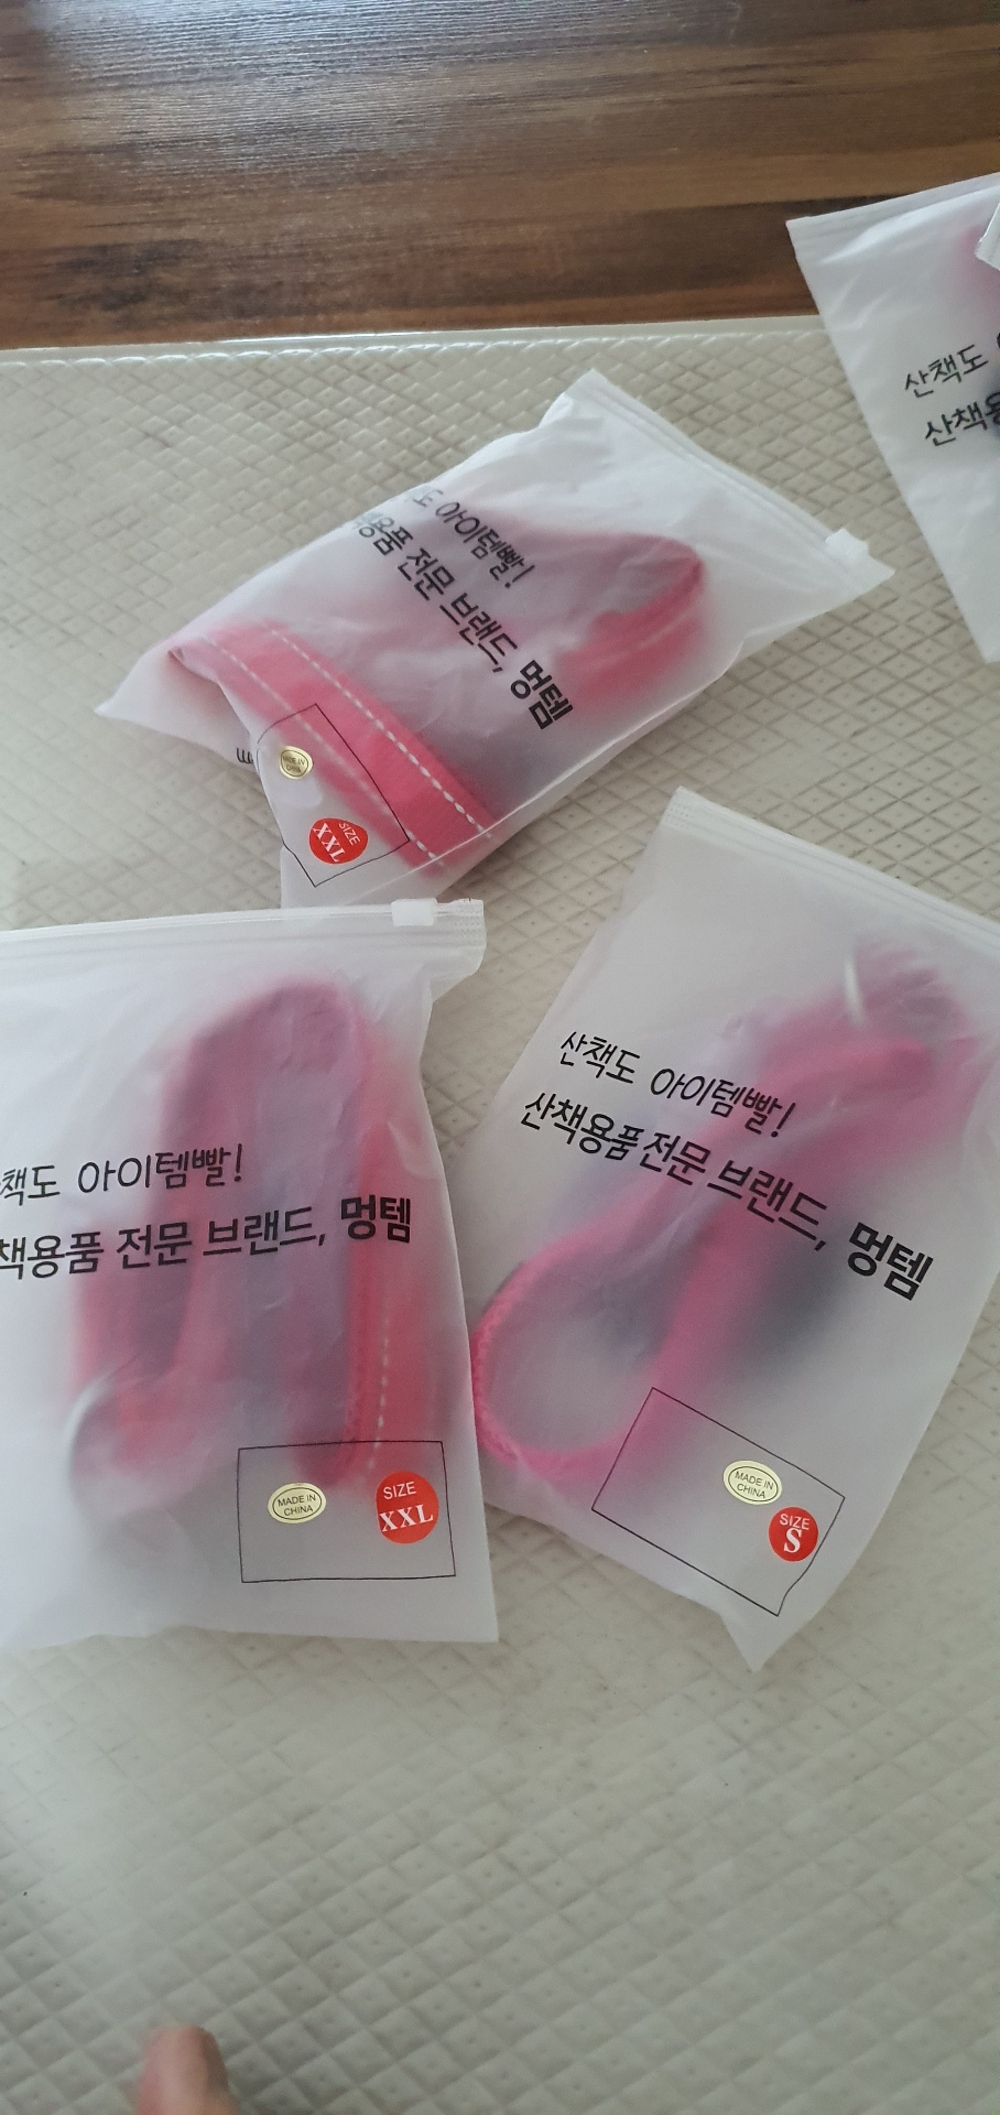 산책도
산책용
도 아이템빨!
책용품 전문 브랜드, 멍템
MADE IN
CHINA
SIZE
XXL
책도 아이템빨!
책용품 전문 브랜드, 멍템
MADE IN
CHINA
SIZE
XXL
산책도 아이템빨!
산책용품 전문 브랜드, 멍템
MADE IN
CHINA
SIZE
S